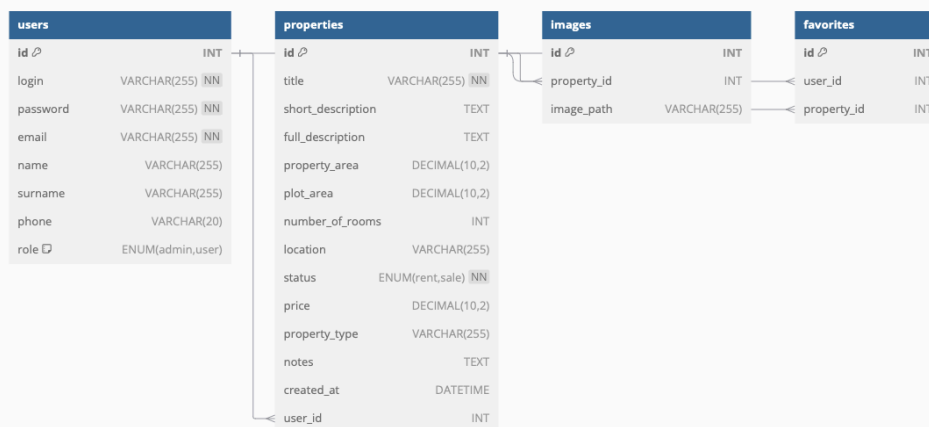 users
id INT
login VARCHAR(255) NN
password VARCHAR(255) NN
email VARCHAR(255) NN
name VARCHAR(255)
surname VARCHAR(255)
phone VARCHAR(20)
role ENUM(admin,user)
properties
id INT
title VARCHAR(255) NN
short_description TEXT
full_description TEXT
property_area DECIMAL(10,2)
plot_area DECIMAL(10,2)
number_of_rooms INT
location VARCHAR(255)
status ENUM(rent,sale) NN
price DECIMAL(10,2)
property_type VARCHAR(255)
notes TEXT
created_at DATETIME
user_id INT
images
id INT
property_id INT
image_path VARCHAR(255)
favorites
id INT
user_id INT
property_id INT